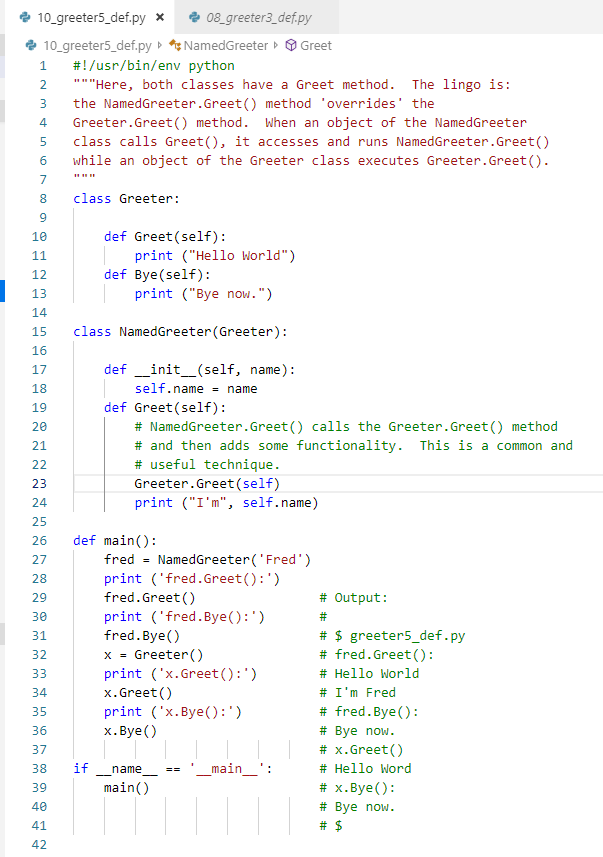 10_greeter5_def.py × 08_greeter3_def.py
10_greeter5_def.py › NamedGreeter › Greet
1 #!/usr/bin/env python
2 """Here, both classes have a Greet method.  The lingo is:
3 the NamedGreeter.Greet() method 'overrides' the
4 Greeter.Greet() method.  When an object of the NamedGreeter
5 class calls Greet(), it accesses and runs NamedGreeter.Greet()
6 while an object of the Greeter class executes Greeter.Greet().
7 """
8 class Greeter:
9
10     def Greet(self):
11         print ("Hello World")
12     def Bye(self):
13         print ("Bye now.")
14
15 class NamedGreeter(Greeter):
16
17     def __init__(self, name):
18         self.name = name
19     def Greet(self):
20         # NamedGreeter.Greet() calls the Greeter.Greet() method
21         # and then adds some functionality.  This is a common and
22         # useful technique.
23         Greeter.Greet(self)
24         print ("I'm", self.name)
25
26 def main():
27     fred = NamedGreeter('Fred')
28     print ('fred.Greet():')
29     fred.Greet()                # Output:
30     print ('fred.Bye():')       #
31     fred.Bye()                  # $ greeter5_def.py
32     x = Greeter()               # fred.Greet():
33     print ('x.Greet():')        # Hello World
34     x.Greet()                   # I'm Fred
35     print ('x.Bye():')          # fred.Bye():
36     x.Bye()                     # Bye now.
37                                 # x.Greet()
38 if __name__ == '__main__':      # Hello Word
39     main()                      # x.Bye():
40                                 # Bye now.
41                                 # $
42